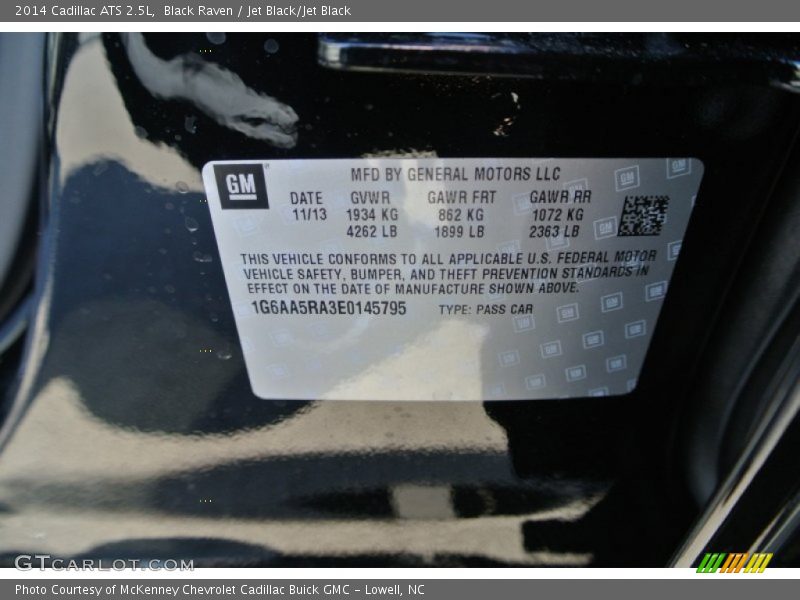 2014 Cadillac ATS 2.5L, Black Raven / Jet Black/Jet Black
GM
MFD BY GENERAL MOTORS LLC
DATE GVWR GAWR FRT GAWR RR
11/13 1934 KG 862 KG 1072 KG
4262 LB 1899 LB 2363 LB
THIS VEHICLE CONFORMS TO ALL APPLICABLE U.S. FEDERAL MOTOR
VEHICLE SAFETY, BUMPER, AND THEFT PREVENTION STANDARDS IN
EFFECT ON THE DATE OF MANUFACTURE SHOWN ABOVE.
1G6AA5RA3E0145795 TYPE: PASS CAR
GTCARLOT.COM
Photo Courtesy of McKenney Chevrolet Cadillac Buick GMC - Lowell, NC